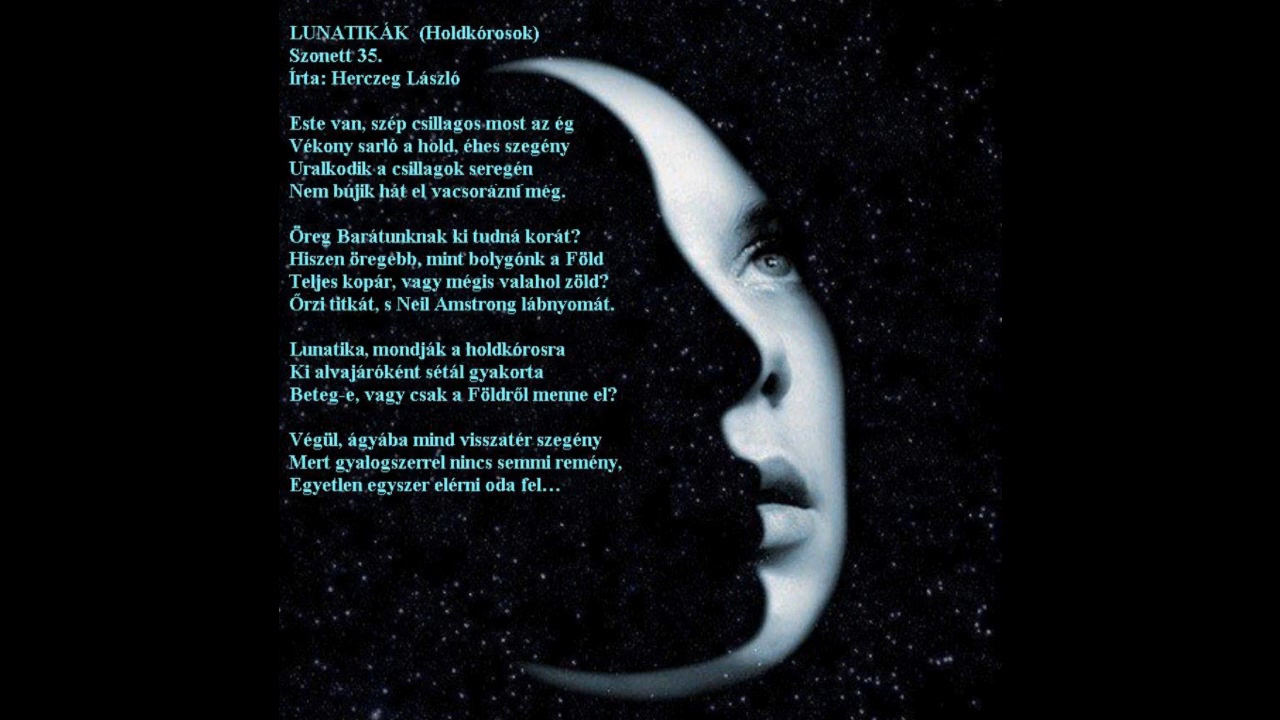 LUNATIKÁK (Holdkórosok)
Szonett 35.
Írta: Herczeg László
Este van, szép csillagos most az ég
Vékony sarló a hold, éhes szegény
Uralkodik a csillagok seregén
Nem bújik hát el vacsorázni még.
Öreg Barátunknak ki tudná korát?
Hiszen öregebb, mint bolygónk a Föld
Teljes kopár, vagy mégis valahol zöld?
Őrzi titkát, s Neil Amstrong lábnyomát.
Lunatika, mondják a holdkórosra
Ki alvajáróként sétál gyakorta
Beteg-e, vagy csak a Földről menne el?
Végül, ágyába mind visszatér szegény
Mert gyalogszerrel nincs semmi remény,
Egyetlen egyszer elérni oda fel…